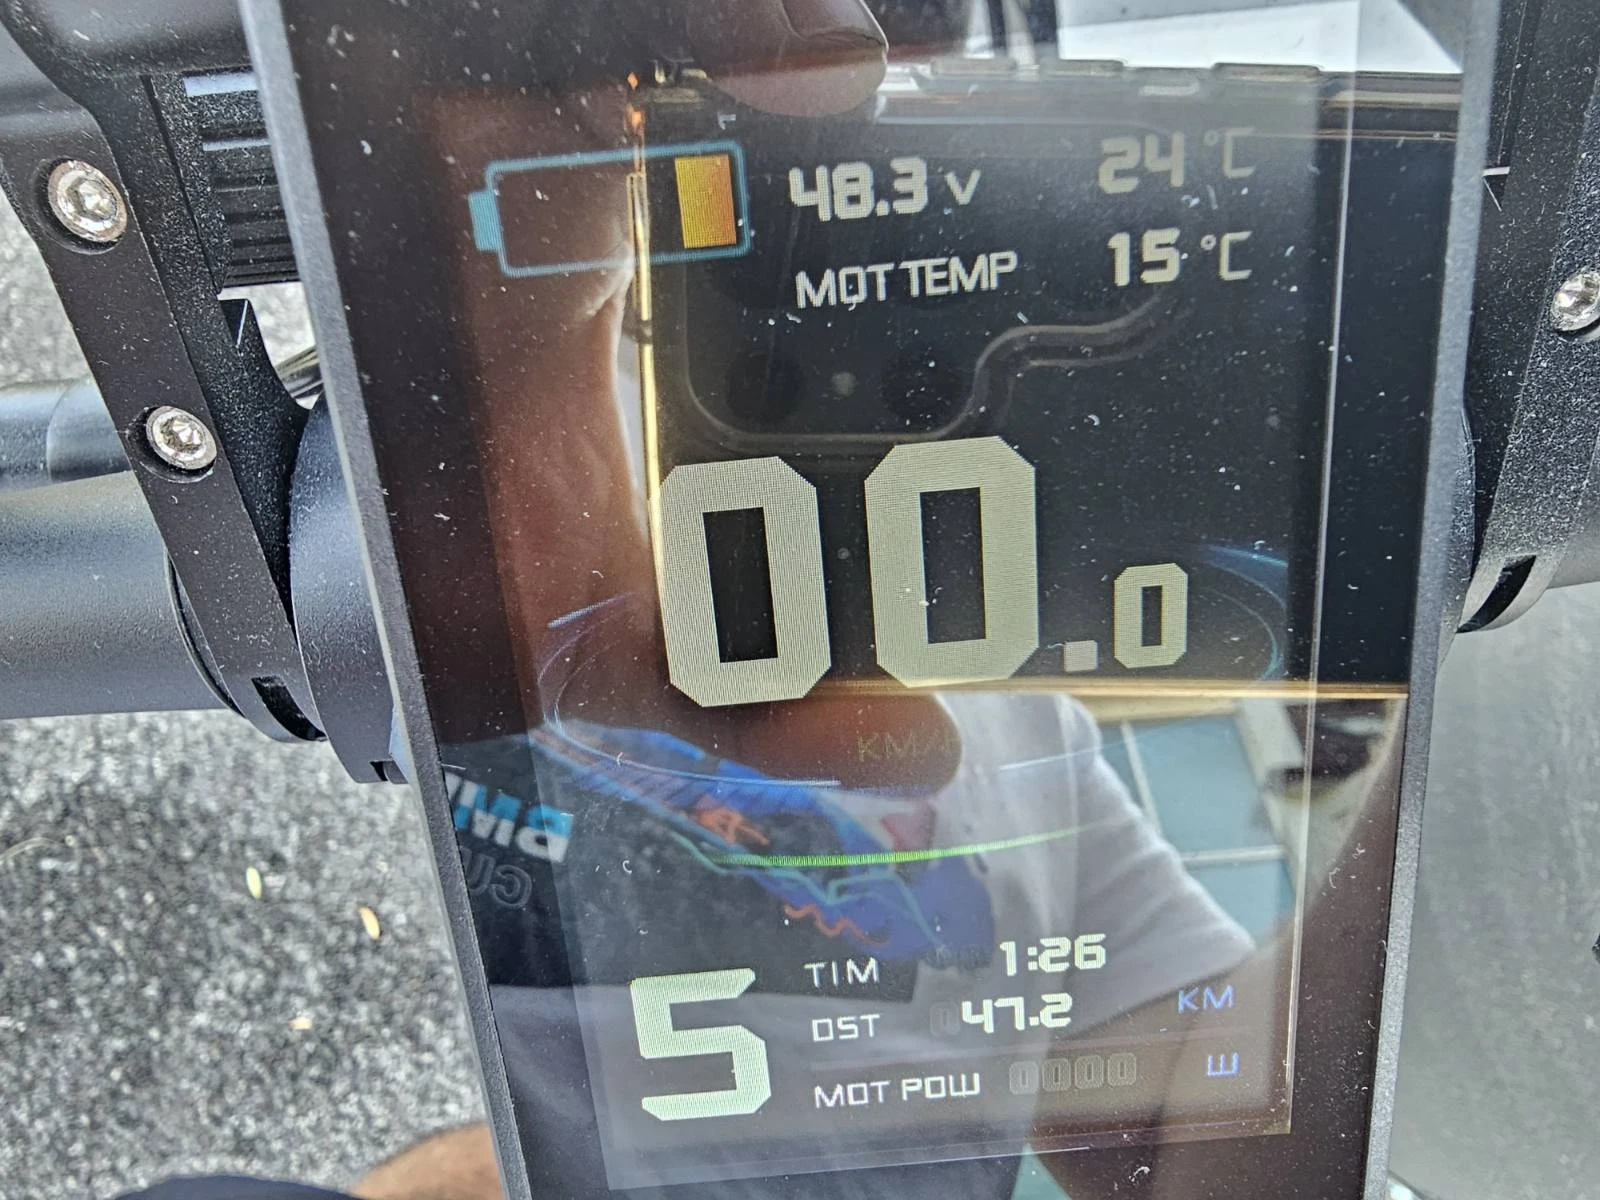 48.3 V
24 °C
MOT TEMP 15 °C
00.0
KM/H
5
TIM 1:26
DST 047.2 KM
MOT POW 0000 W